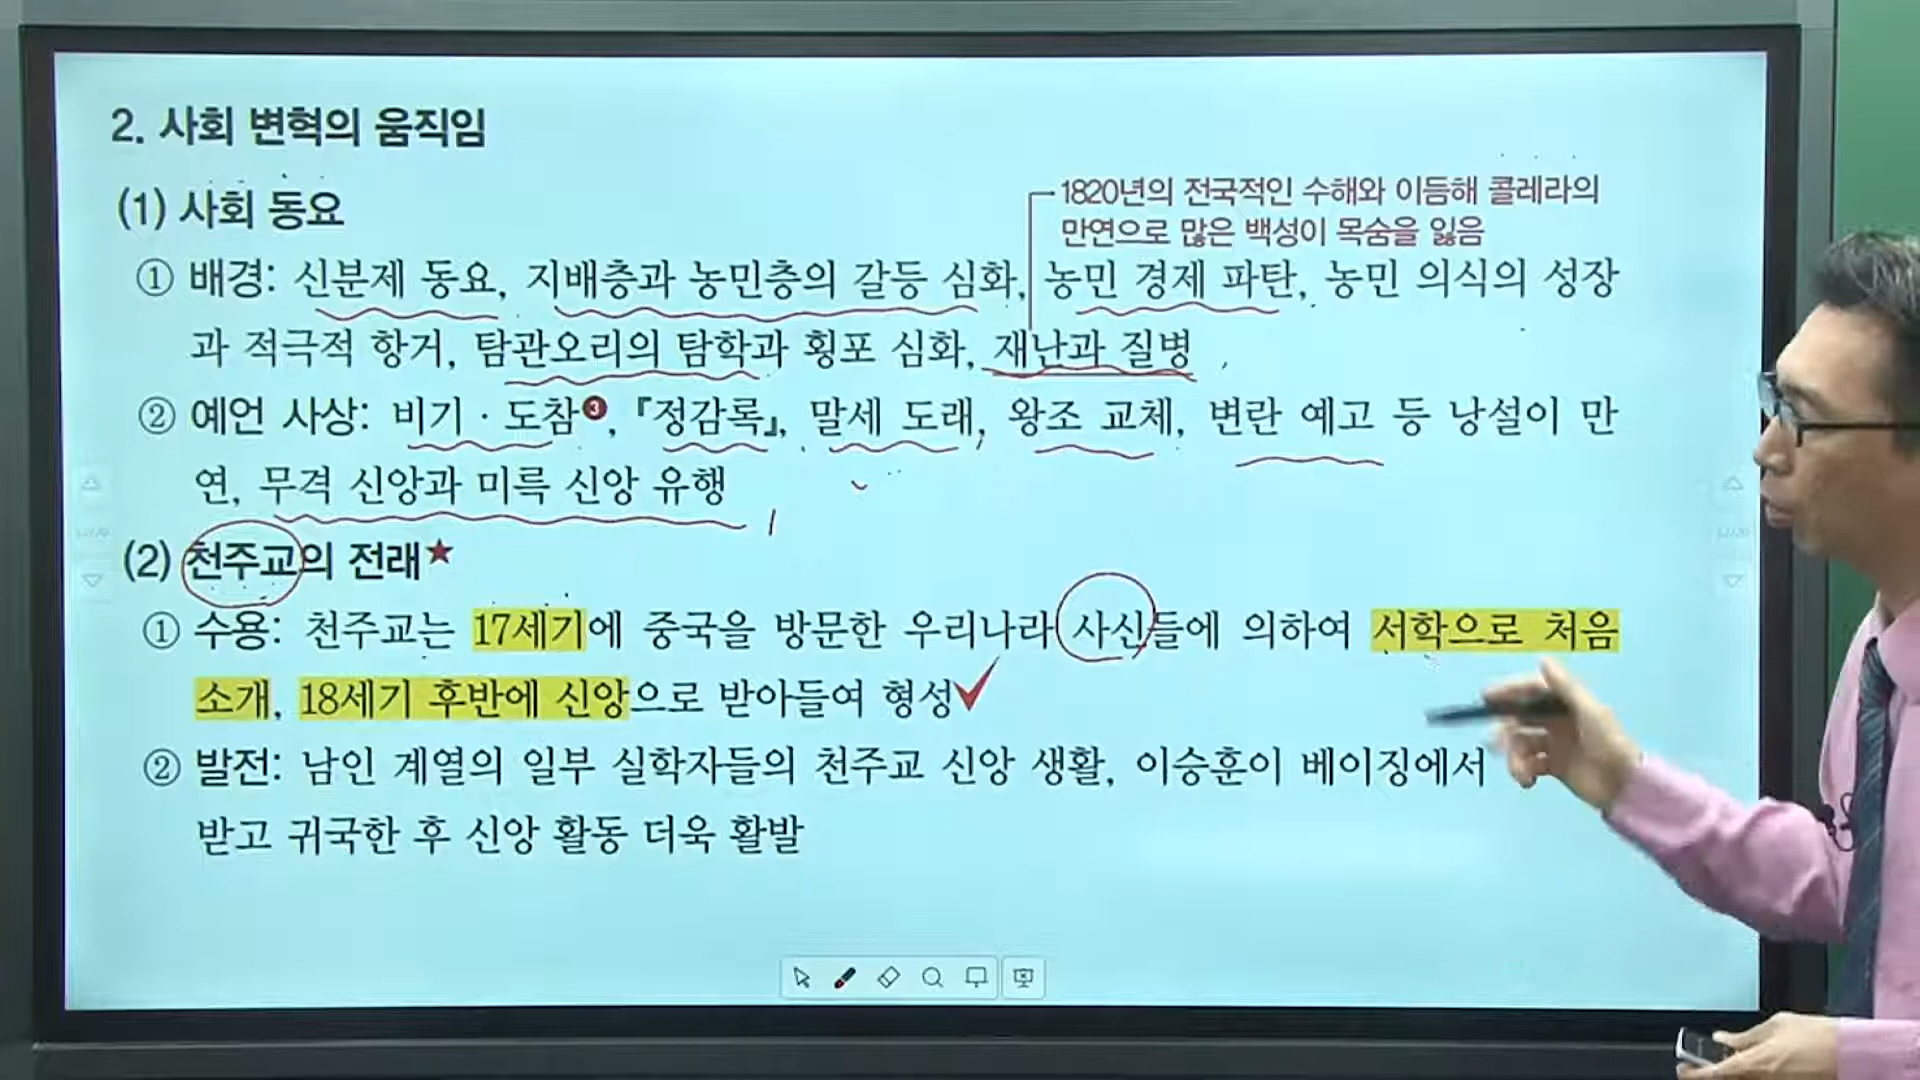 2. 사회 변혁의 움직임
(1) 사회 동요
1820년의 전국적인 수해와 이듬해 콜레라의
만연으로 많은 백성이 목숨을 잃음
① 배경: 신분제 동요, 지배층과 농민층의 갈등 심화, 농민 경제 파탄, 농민 의식의 성장
과 적극적 항거, 탐관오리의 탐학과 횡포 심화, 재난과 질병
② 예언 사상: 비기 · 도참❸, 『정감록』, 말세 도래, 왕조 교체, 변란 예고 등 낭설이 만
연, 무격 신앙과 미륵 신앙 유행
(2) 천주교의 전래★
① 수용: 천주교는 17세기에 중국을 방문한 우리나라 사신들에 의하여 서학으로 처음
소개, 18세기 후반에 신앙으로 받아들여 형성
② 발전: 남인 계열의 일부 실학자들의 천주교 신앙 생활, 이승훈이 베이징에서
받고 귀국한 후 신앙 활동 더욱 활발